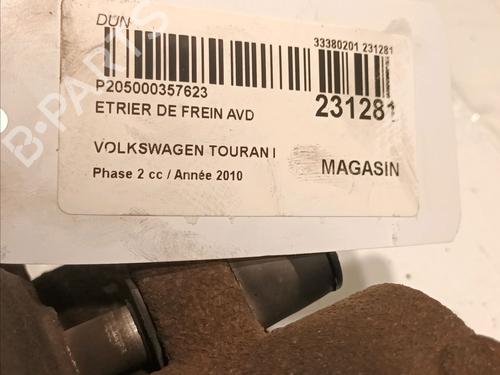 DUN
33380201 231281
P205000357623
231281
ETRIER DE FREIN AVD
VOLKSWAGEN TOURAN I
MAGASIN
Phase 2 cc / Année 2010
B-PARTS